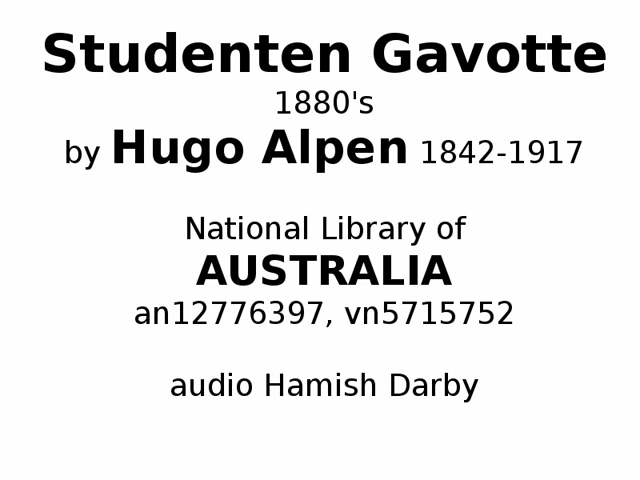 Studenten Gavotte
1880's
by Hugo Alpen 1842-1917
National Library of
AUSTRALIA
an12776397, vn5715752
audio Hamish Darby